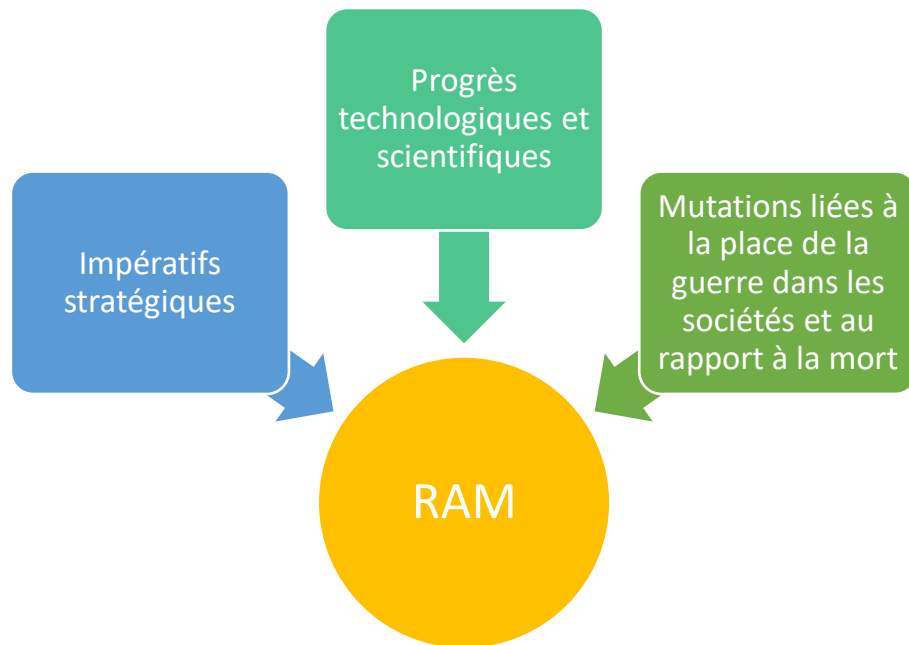 Impératifs
stratégiques
Progrès
technologiques et
scientifiques
Mutations liées à
la place de la
guerre dans les
sociétés et au
rapport à la mort
RAM